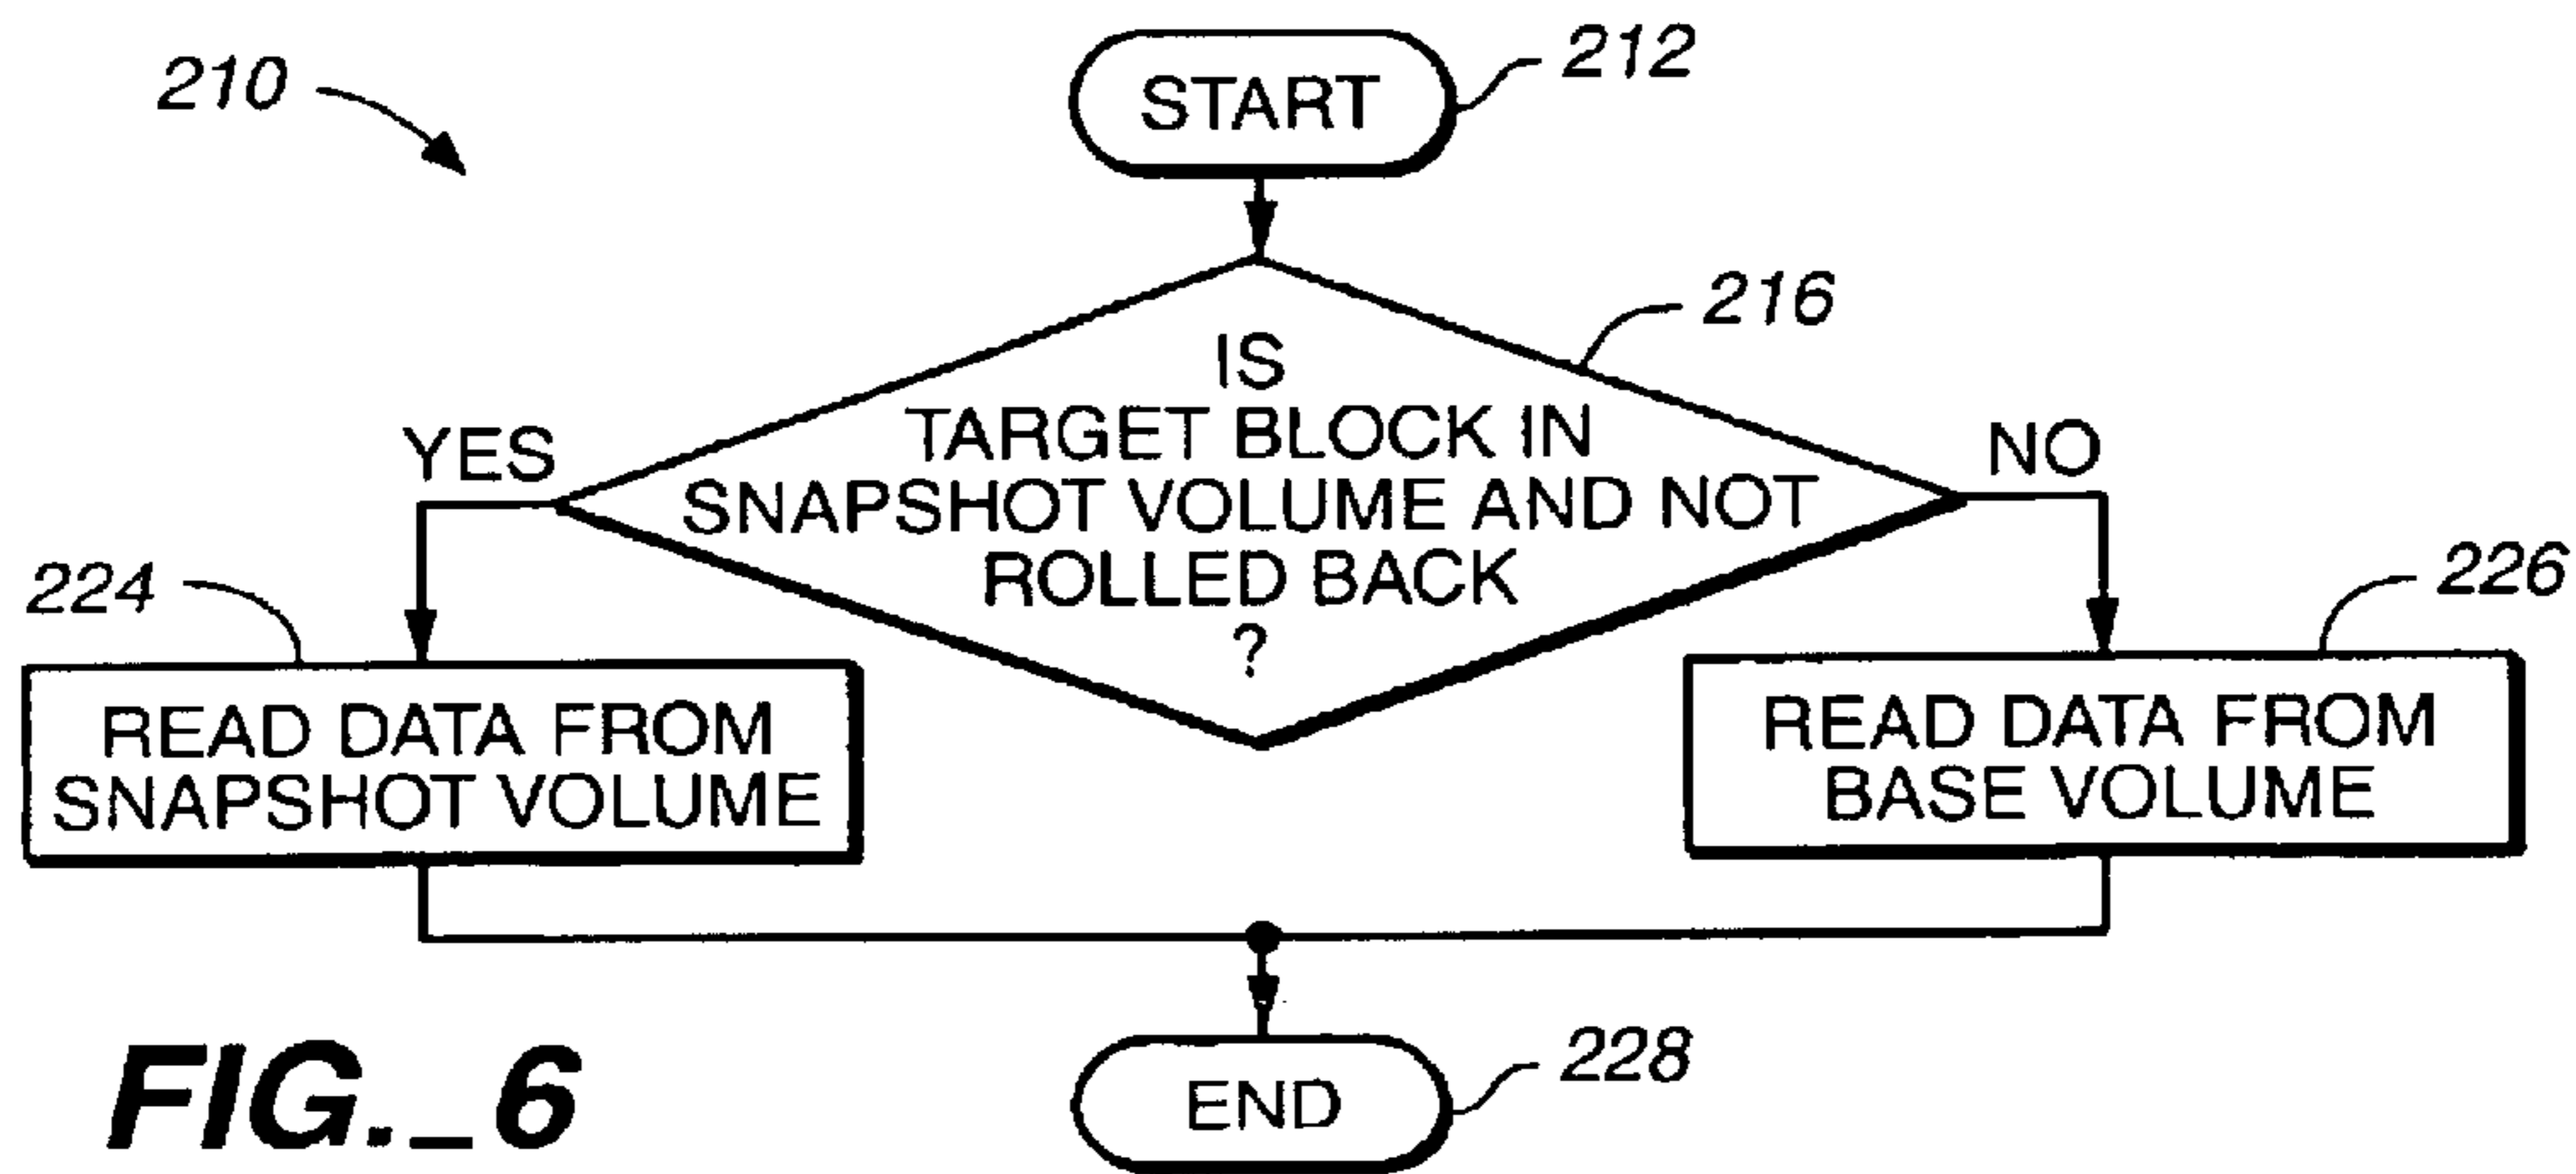 210
START
212
IS
TARGET BLOCK IN
SNAPSHOT VOLUME AND NOT
ROLLED BACK
?
216
YES
NO
224
READ DATA FROM
SNAPSHOT VOLUME
226
READ DATA FROM
BASE VOLUME
END
228
FIG._6